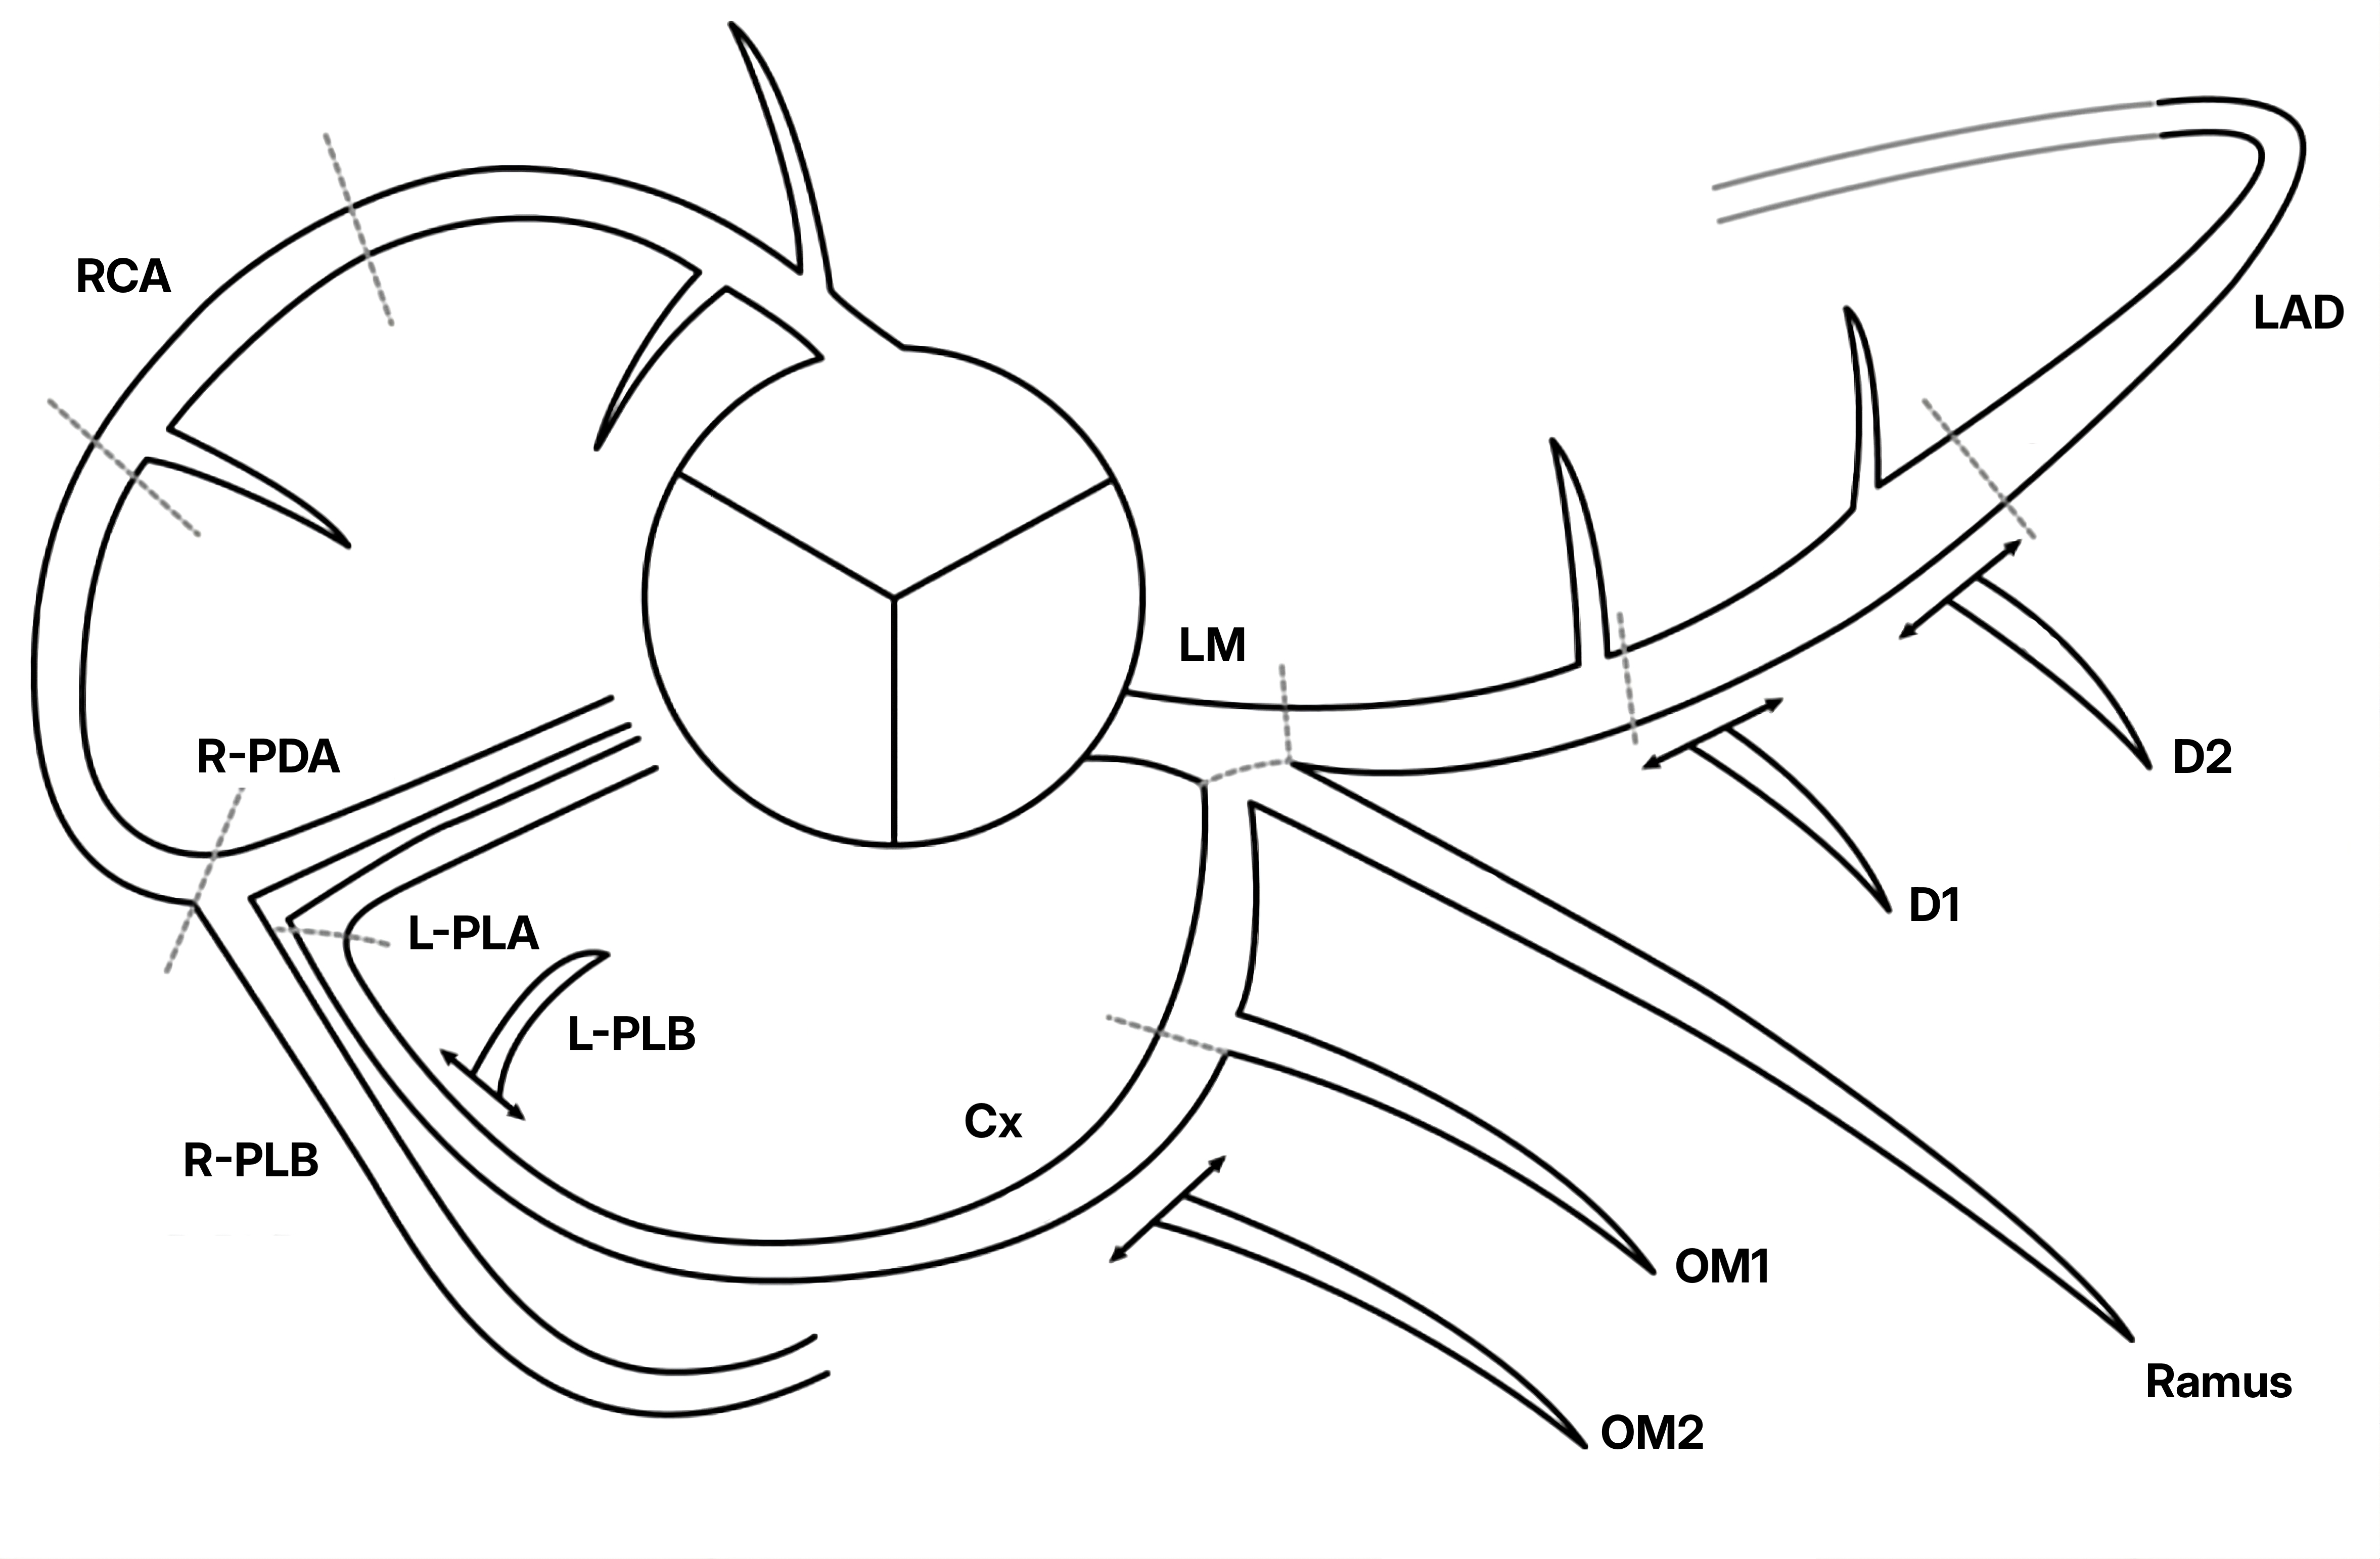 RCA
LAD
LM
R-PDA
D2
D1
L-PLA
L-PLB
Cx
R-PLB
OM1
Ramus
OM2